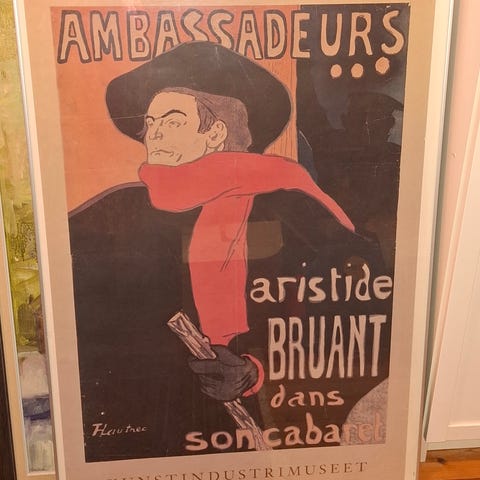 AMBASSADEURS
...
aristide
BRUANT
dans
son cabaret
HLautrec
KUNSTINDUSTRIMUSEET